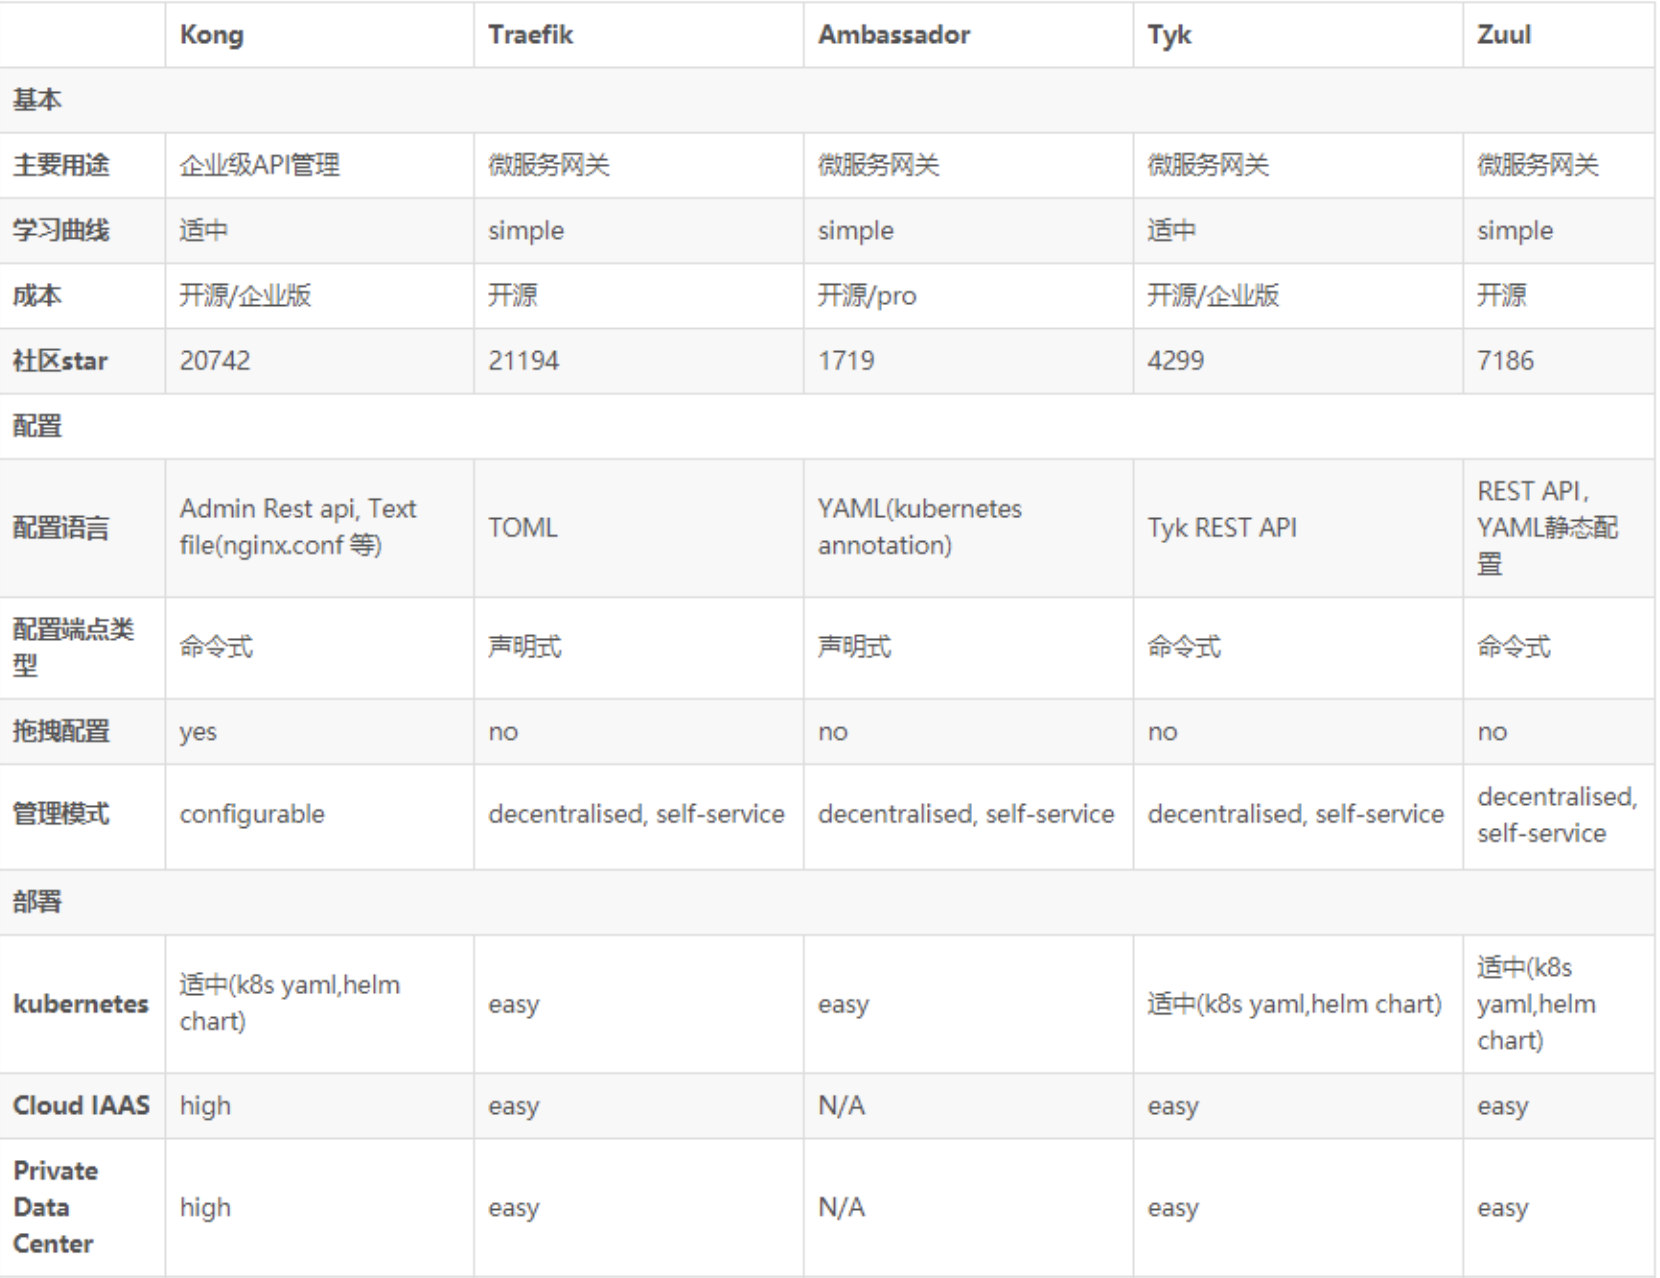 Kong Traefik Ambassador Tyk Zuul
基本
主要用途 企业级API管理 微服务网关 微服务网关 微服务网关 微服务网关
学习曲线 适中 simple simple 适中 simple
成本 开源/企业版 开源 开源/pro 开源/企业版 开源
社区star 20742 21194 1719 4299 7186
配置
配置语言
Admin Rest api, Text
file(nginx.conf 等)
TOML
YAML(kubernetes
annotation)
Tyk REST API
REST API,
YAML静态配
置
配置端点类
型
命令式 声明式 声明式 命令式 命令式
拖拽配置 yes no no no no
管理模式 configurable decentralised, self-service decentralised, self-service decentralised, self-service
decentralised,
self-service
部署
kubernetes
适中(k8s yaml,helm
chart)
easy easy 适中(k8s yaml,helm chart)
适中(k8s
yaml,helm
chart)
Cloud IAAS high easy N/A easy easy
Private
Data
Center
high easy N/A easy easy